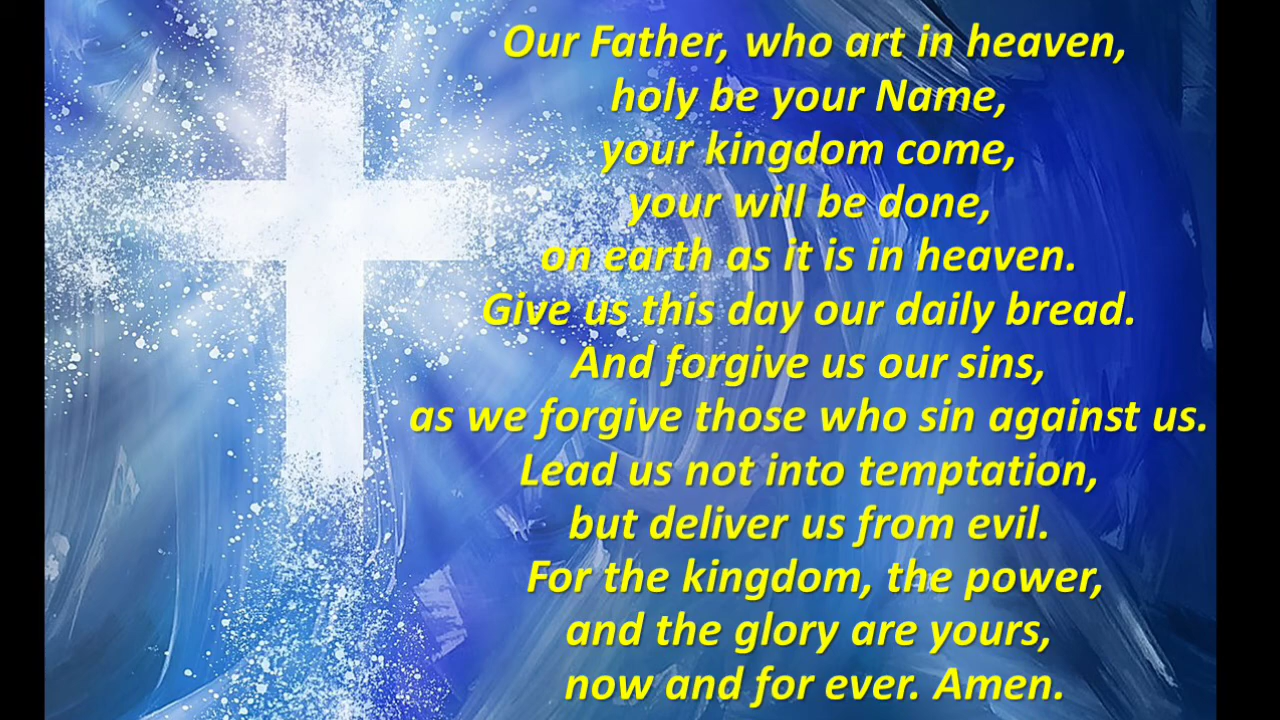 Our Father, who art in heaven,
holy be your Name,
your kingdom come,
your will be done,
on earth as it is in heaven.
Give us this day our daily bread.
And forgive us our sins,
as we forgive those who sin against us.
Lead us not into temptation,
but deliver us from evil.
For the kingdom, the power,
and the glory are yours,
now and for ever. Amen.